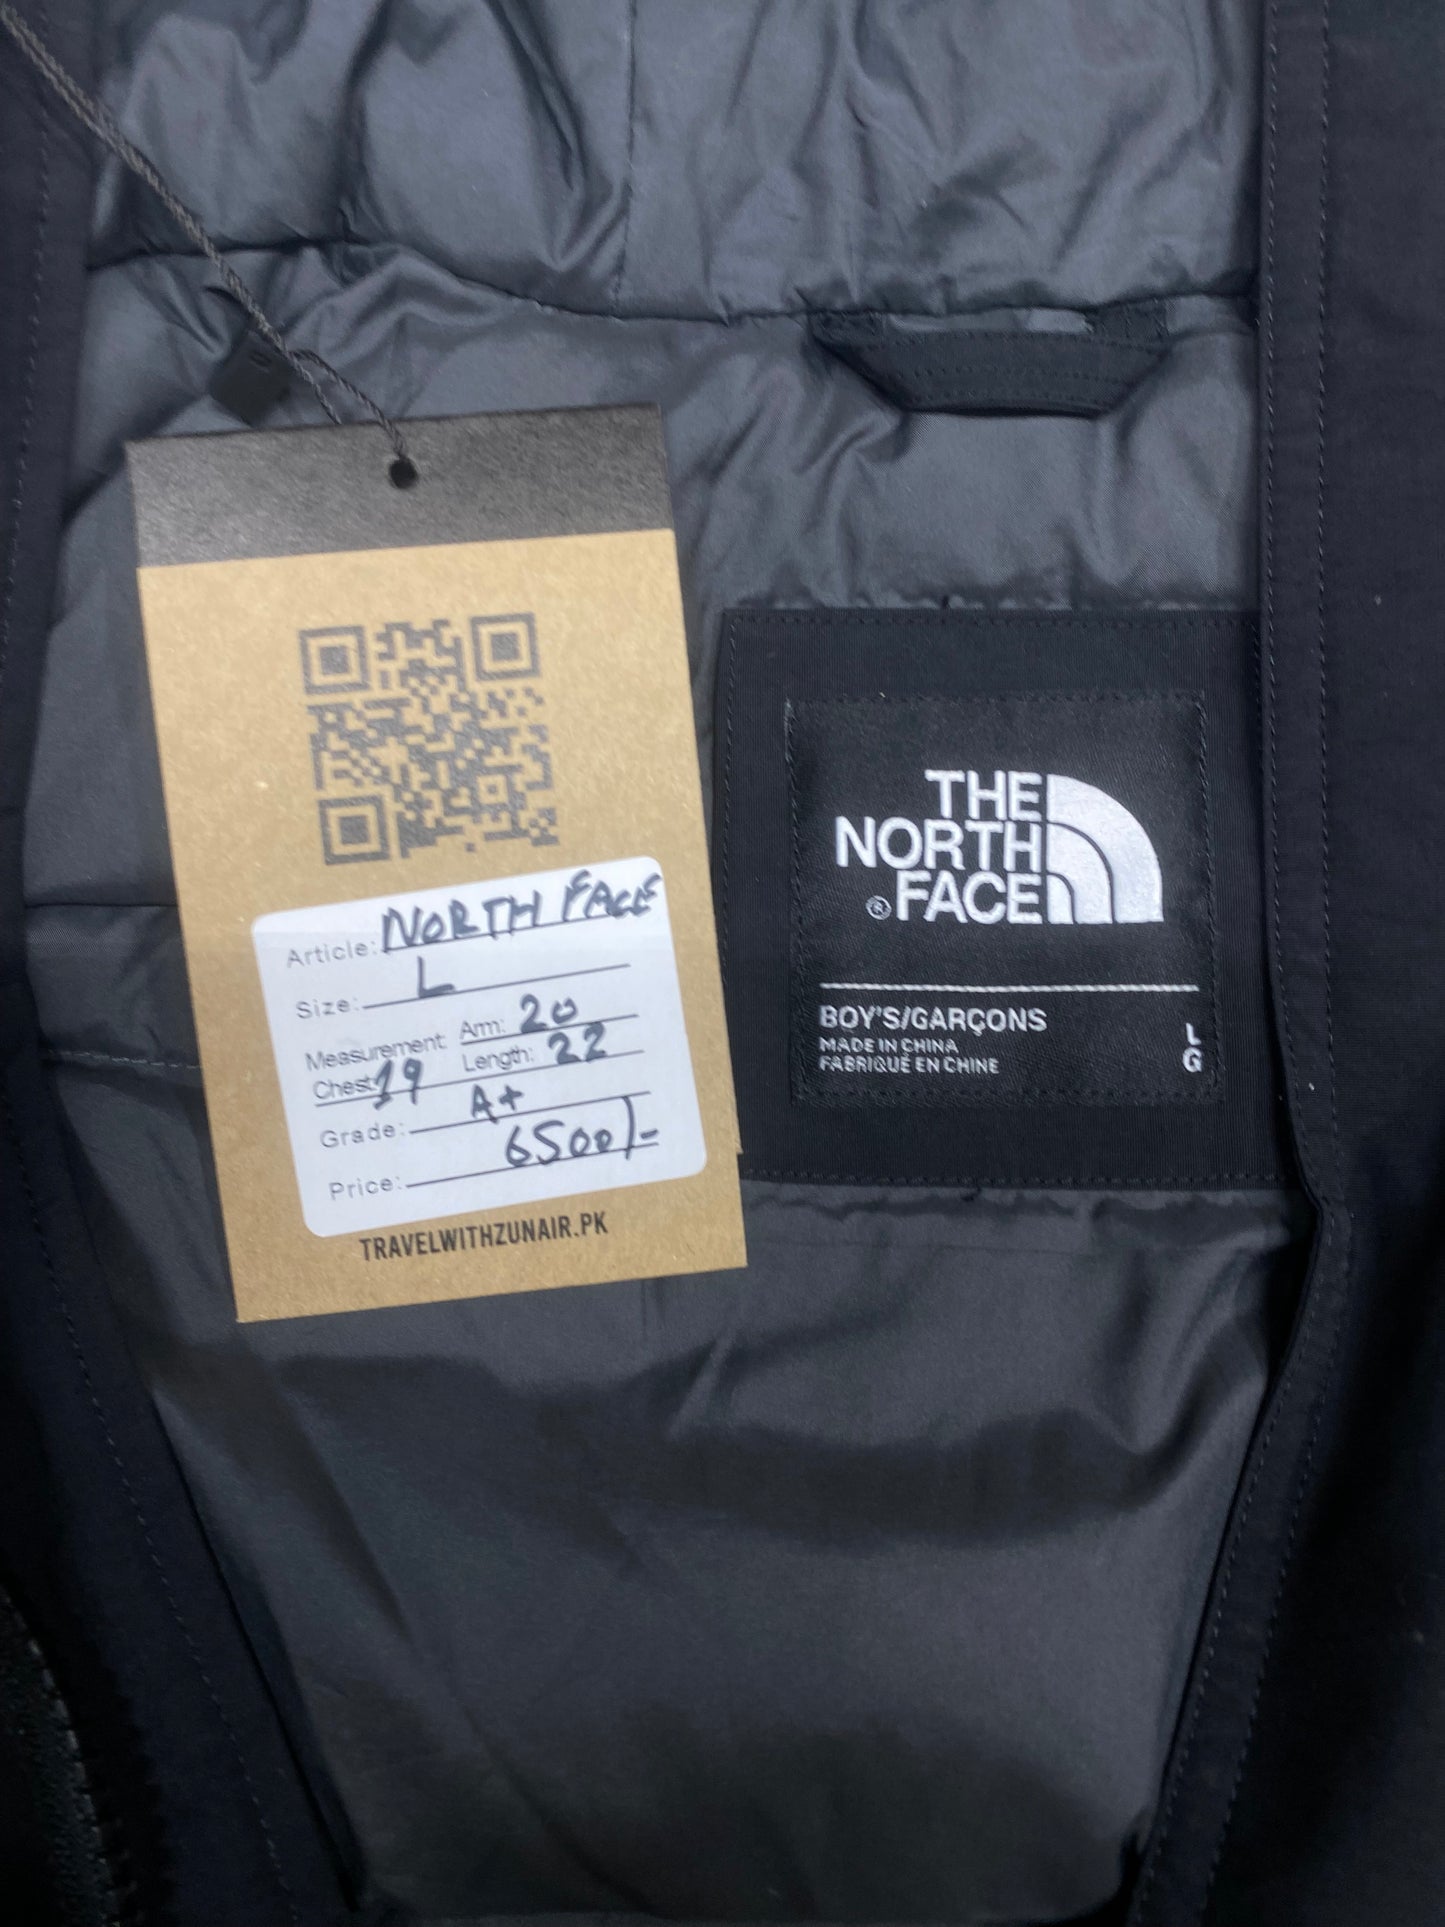 Article: NORTH FACE
Size: L
Measurement: Arm: 20
Chest: 19 Length: 22
Grade: A+
Price: 6500/-
TRAVELWITHZUNAIR.PK
THE
NORTH
® FACE
BOY'S/GARÇONS
MADE IN CHINA
FABRIQUÉ EN CHINE
L
G